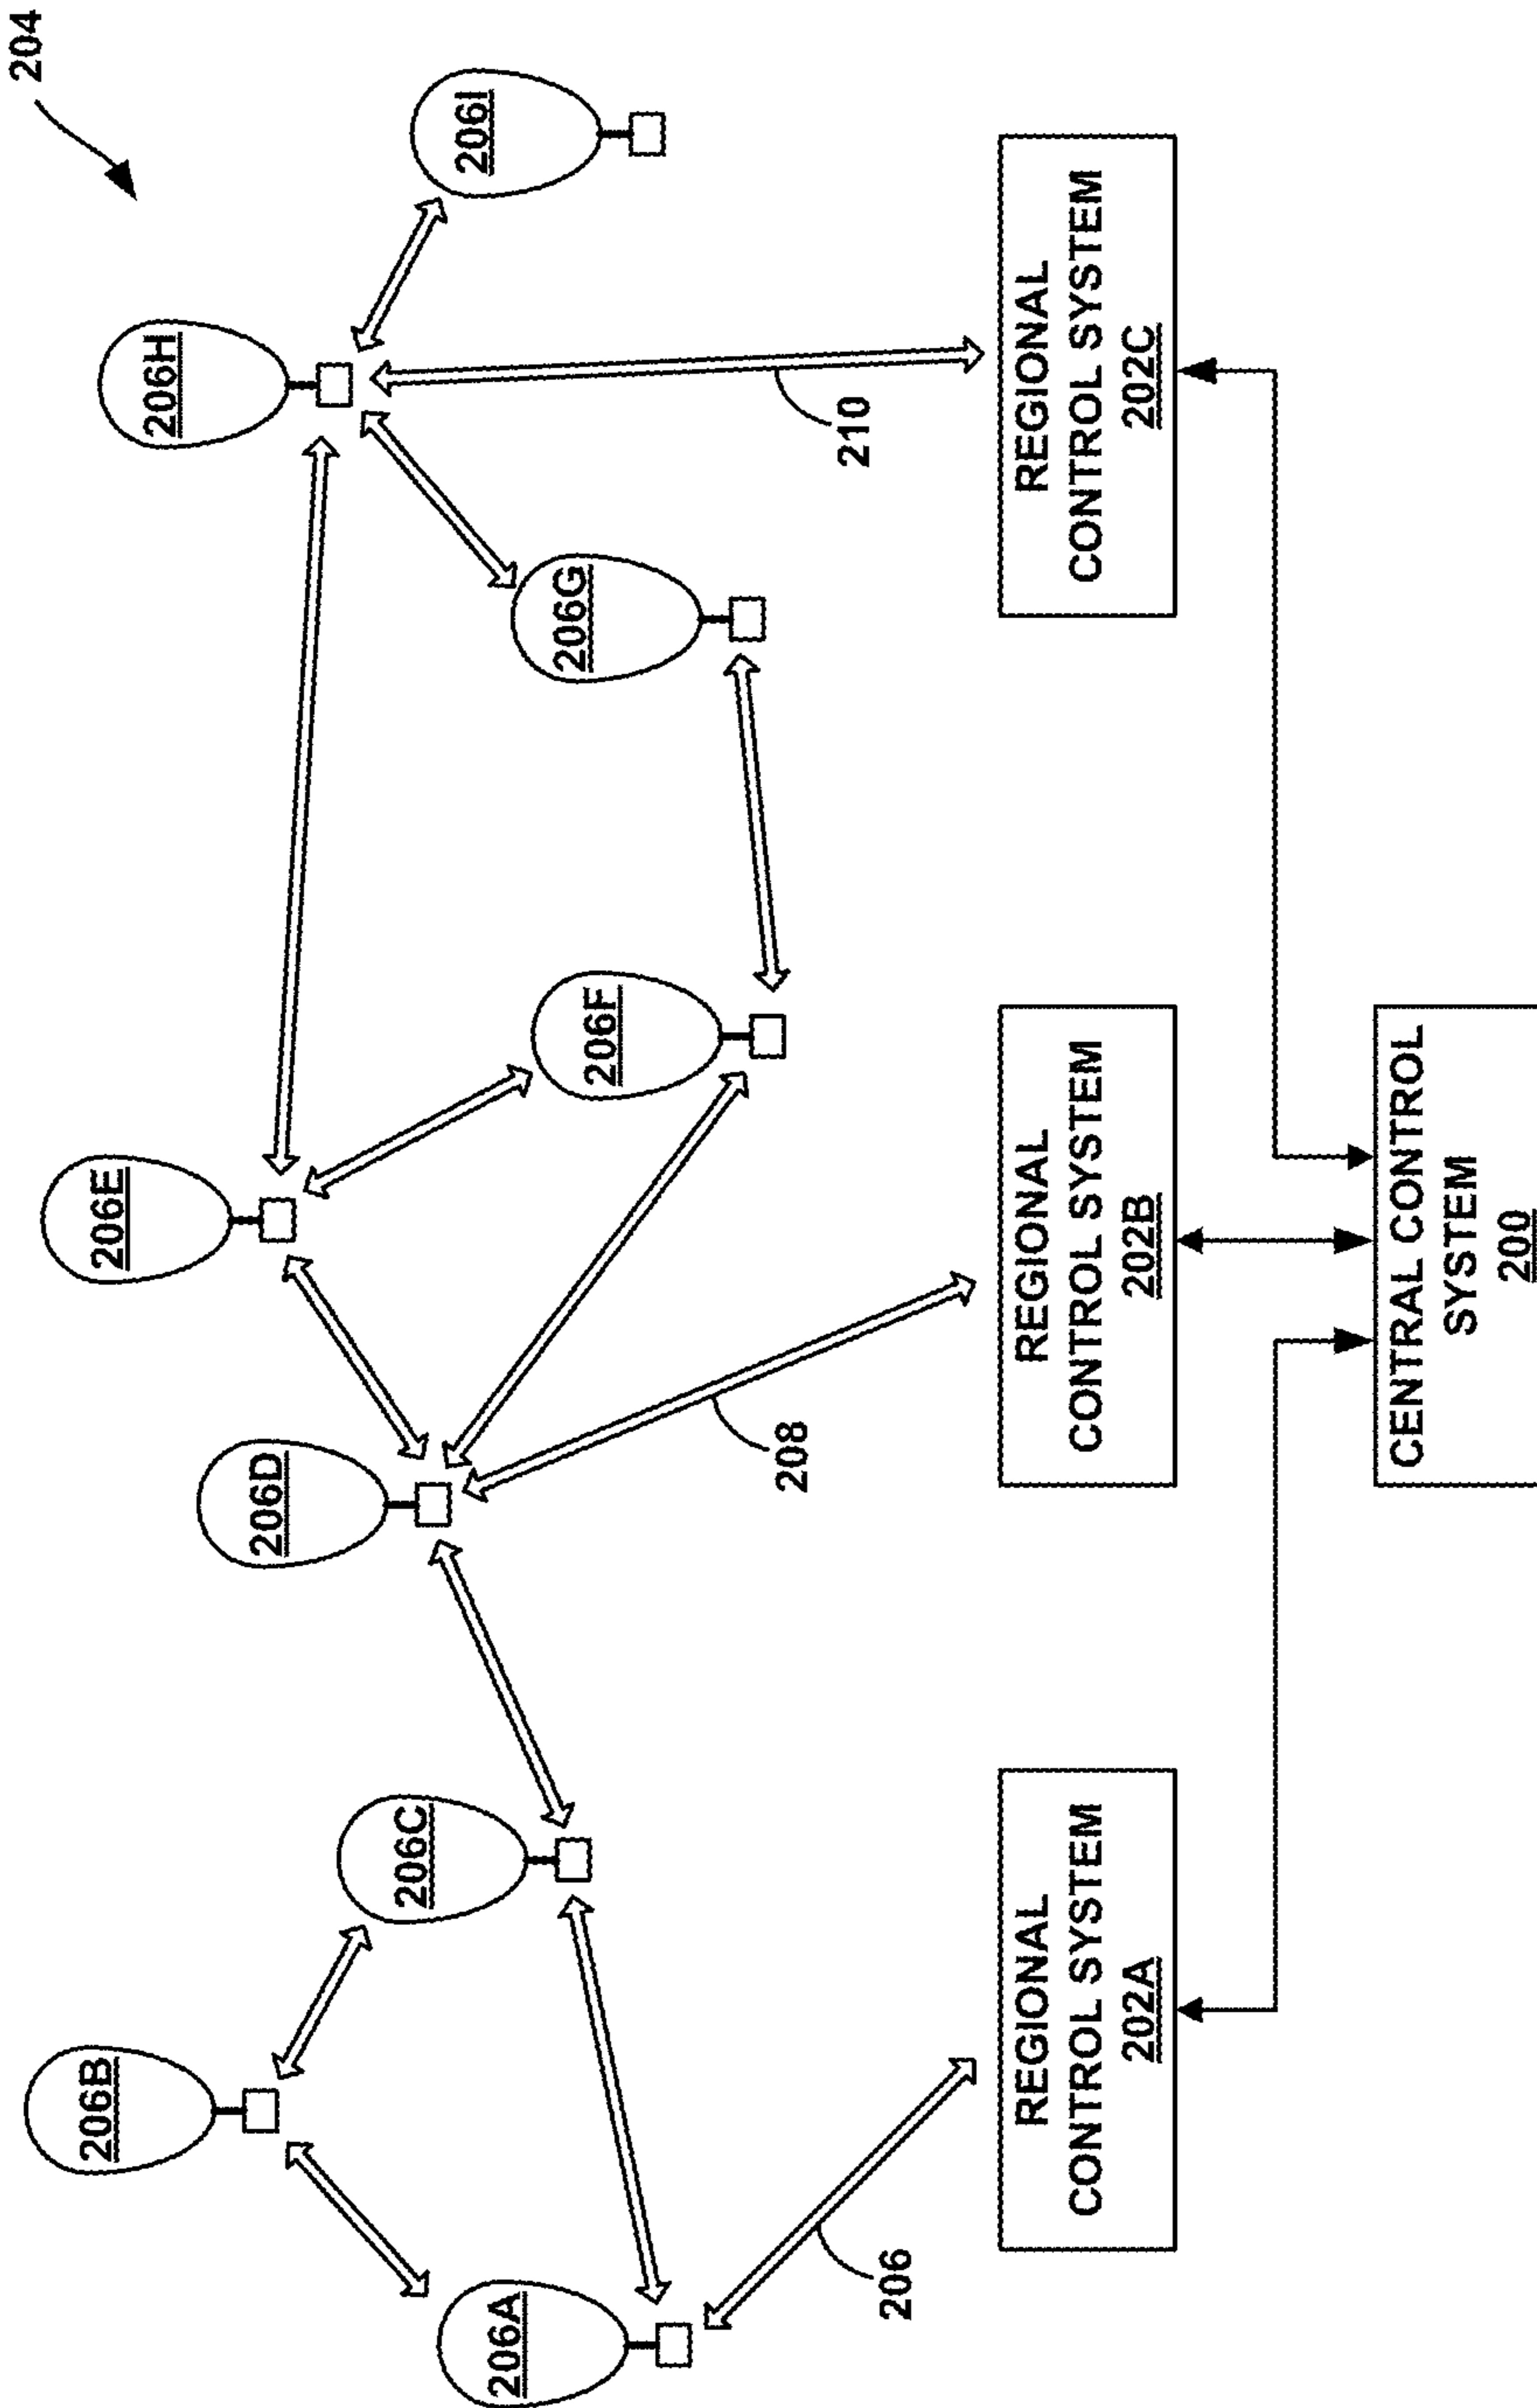 204
206B
206E
206H
206D
206C
206I
206A
206F
206G
206
208
210
REGIONAL
CONTROL SYSTEM
202A
REGIONAL
CONTROL SYSTEM
202B
REGIONAL
CONTROL SYSTEM
202C
CENTRAL CONTROL
SYSTEM
200